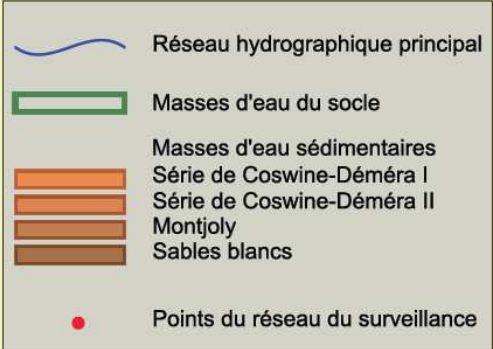 Réseau hydrographique principal
Masses d'eau du socle
Masses d'eau sédimentaires
Série de Coswine-Déméra I
Série de Coswine-Déméra II
Montjoly
Sables blancs
Points du réseau du surveillance